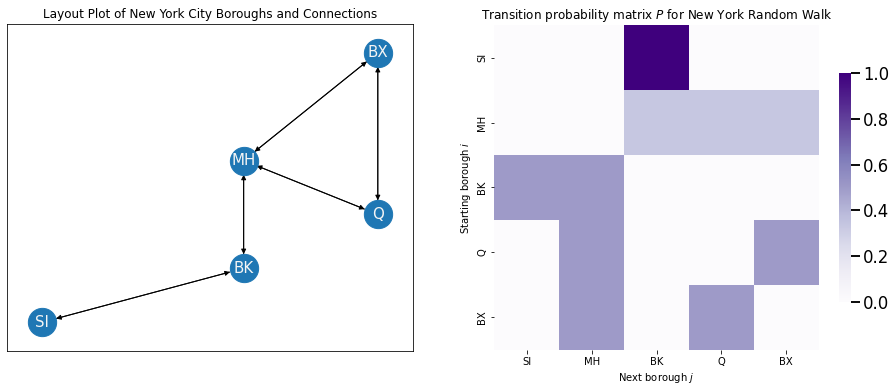 Layout Plot of New York City Boroughs and Connections
BX
MH
Q
BK
SI
Transition probability matrix P for New York Random Walk
Starting borough i
SI
MH
BK
Q
BX
SI MH BK Q BX
Next borough j
1.0
0.8
0.6
0.4
0.2
0.0